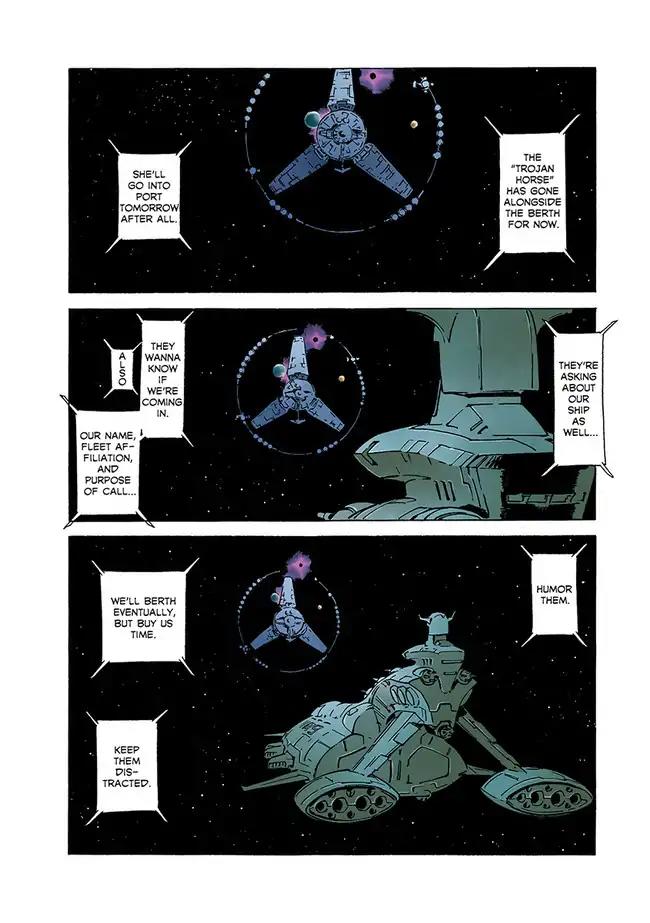 THE
"TROJAN
HORSE"
HAS GONE
ALONGSIDE
THE BERTH
FOR NOW.
SHE'LL
GO INTO
PORT
TOMORROW
AFTER ALL.
THEY'RE
ASKING
ABOUT
OUR
SHIP
AS
WELL...
THEY
WANNA
KNOW
IF
WE'RE
COMING
IN.
A
L
S
O
OUR NAME,
FLEET AF-
FILIATION,
AND
PURPOSE
OF CALL...
HUMOR
THEM.
WE'LL BERTH
EVENTUALLY,
BUT BUY US
TIME.
KEEP
THEM
DIS-
TRACTED.